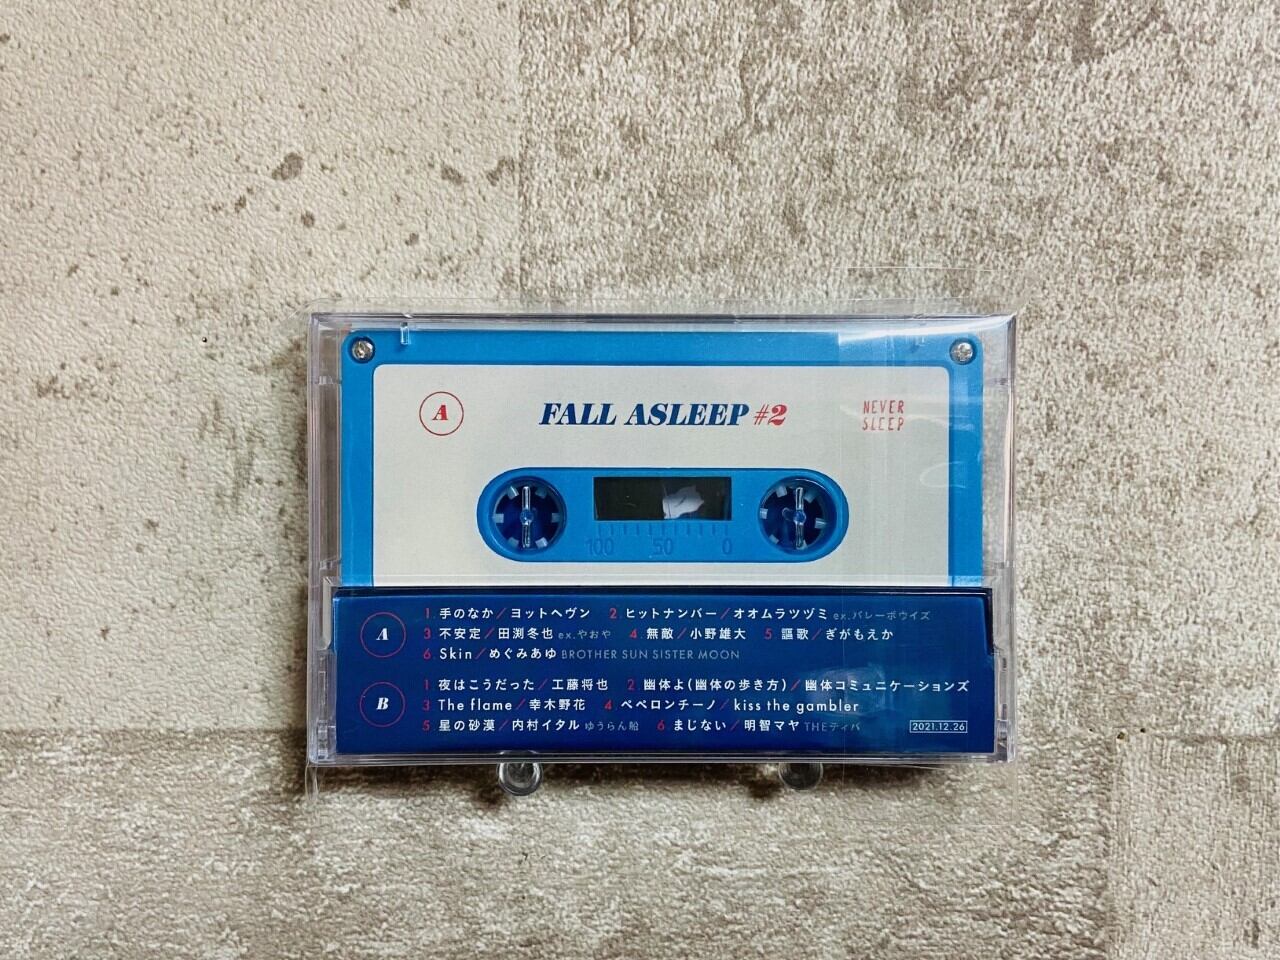 A
FALL ASLEEP #2
NEVER
SLEEP
100 50 0
A
1. 手のなか/ヨットヘヴン 2. ヒットナンバー/オオムラツヅミ ex.バレーボウイズ
3 不安定/田渕冬也 ex.やおや 4. 無敵/小野雄大 5. 謳歌/ぎがもえか
6. Skin/めぐみあゆ BROTHER SUN SISTER MOON
B
1 夜はこうだった/工藤将也 2. 幽体よ(幽体の歩き方)/幽体コミュニケーションズ
3 The flame/幸木野花 4 ペペロンチーノ/kiss the gambler
5 星の砂漠/内村イタル ゆうらん船 6. まじない/明智マヤ THEティバ
2021.12.26